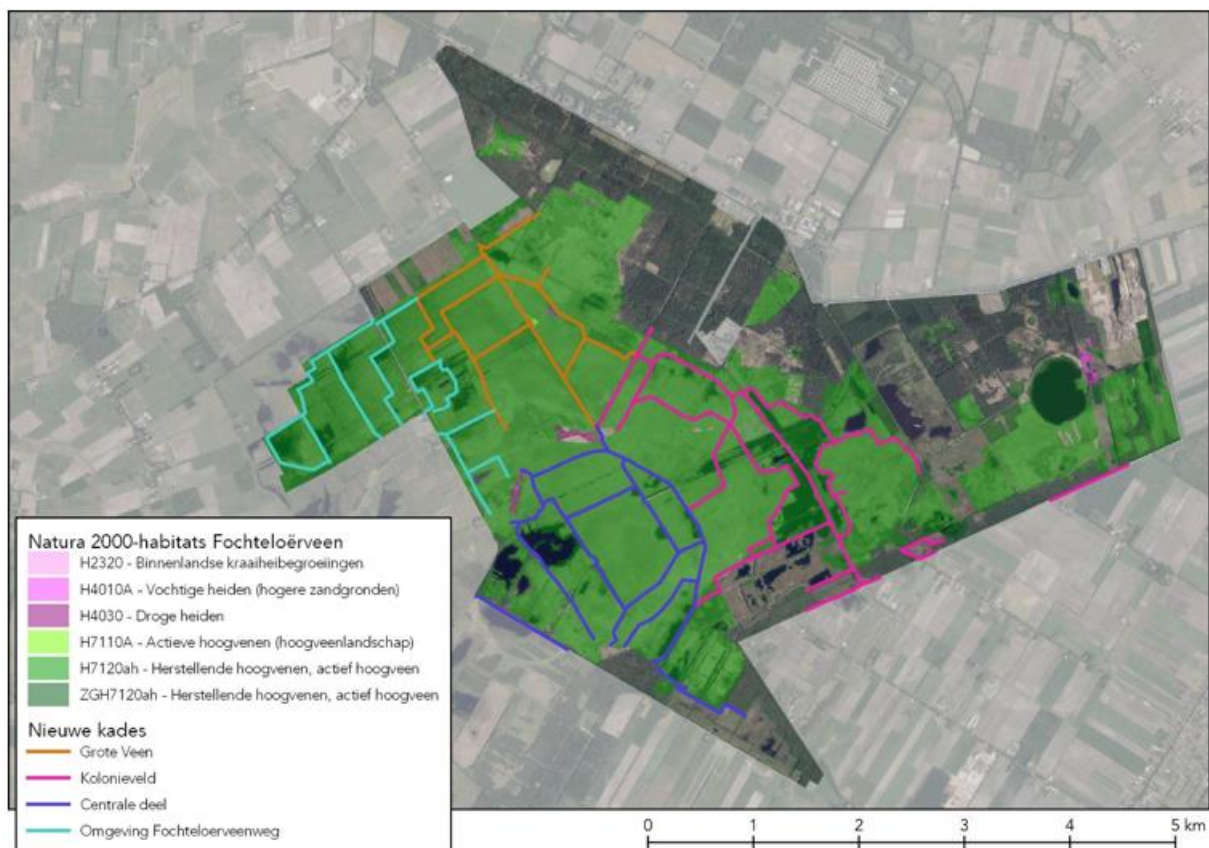 Natura 2000-habitats Fochteloërveen
H2320 - Binnenlandse kraaiheibegroeiingen
H4010A - Vochtige heiden (hogere zandgronden)
H4030 - Droge heiden
H7110A - Actieve hoogvenen (hoogveenlandschap)
H7120ah - Herstellende hoogvenen, actief hoogveen
ZGH7120ah - Herstellende hoogvenen, actief hoogveen
Nieuwe kades
Grote Veen
Kolonieveld
Centrale deel
Omgeving Fochteloerveenweg
0 1 2 3 4 5 km